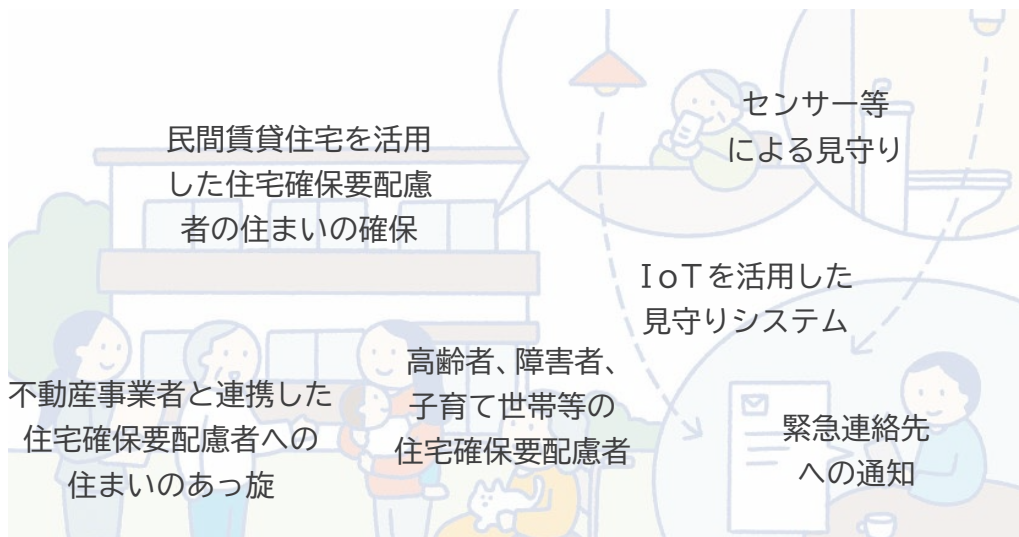 民間賃貸住宅を活用
した住宅確保要配慮
者の住まいの確保
センサー等
による見守り
IoTを活用した
見守りシステム
不動産事業者と連携した
住宅確保要配慮者への
住まいのあっ旋
高齢者、障害者、
子育て世帯等の
住宅確保要配慮者
緊急連絡先
への通知